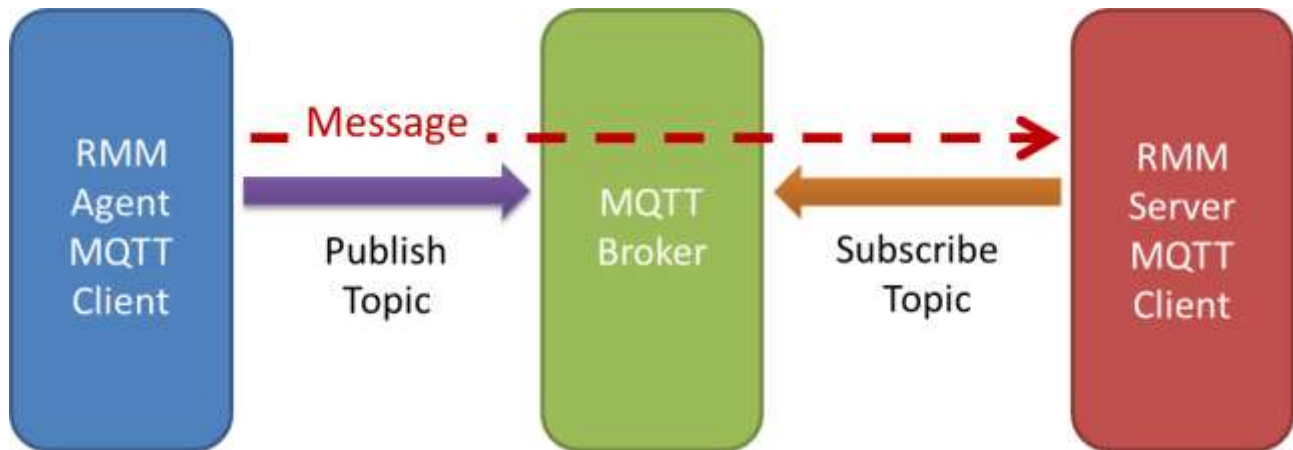 RMM
Agent
MQTT
Client
Message
Publish
Topic
MQTT
Broker
Subscribe
Topic
RMM
Server
MQTT
Client